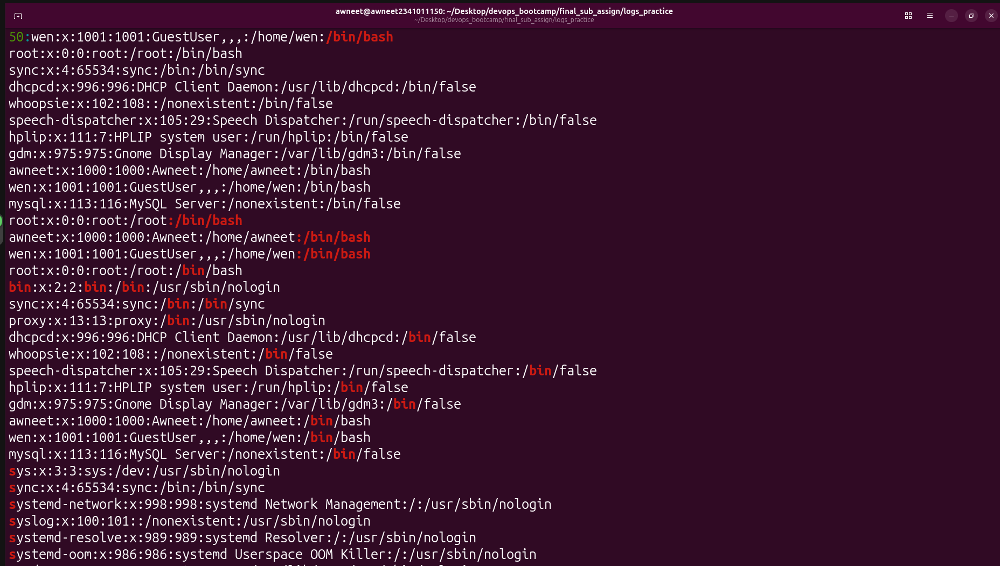 awneet@awneet2341011150: ~/Desktop/devops_bootcamp/final_sub_assign/logs_practice
~/Desktop/devops_bootcamp/final_sub_assign/logs_practice
50:wen:x:1001:1001:GuestUser,,,:/home/wen:/bin/bash
root:x:0:0:root:/root:/bin/bash
sync:x:4:65534:sync:/bin:/bin/sync
dhcpcd:x:996:996:DHCP Client Daemon:/usr/lib/dhcpcd:/bin/false
whoopsie:x:102:108::/nonexistent:/bin/false
speech-dispatcher:x:105:29:Speech Dispatcher:/run/speech-dispatcher:/bin/false
hplip:x:111:7:HPLIP system user:/run/hplip:/bin/false
gdm:x:975:975:Gnome Display Manager:/var/lib/gdm3:/bin/false
awneet:x:1000:1000:Awneet:/home/awneet:/bin/bash
wen:x:1001:1001:GuestUser,,,:/home/wen:/bin/bash
mysql:x:113:116:MySQL Server:/nonexistent:/bin/false
root:x:0:0:root:/root:/bin/bash
awneet:x:1000:1000:Awneet:/home/awneet:/bin/bash
wen:x:1001:1001:GuestUser,,,:/home/wen:/bin/bash
root:x:0:0:root:/root:/bin/bash
bin:x:2:2:bin:/bin:/usr/sbin/nologin
sync:x:4:65534:sync:/bin:/bin/sync
proxy:x:13:13:proxy:/bin:/usr/sbin/nologin
dhcpcd:x:996:996:DHCP Client Daemon:/usr/lib/dhcpcd:/bin/false
whoopsie:x:102:108::/nonexistent:/bin/false
speech-dispatcher:x:105:29:Speech Dispatcher:/run/speech-dispatcher:/bin/false
hplip:x:111:7:HPLIP system user:/run/hplip:/bin/false
gdm:x:975:975:Gnome Display Manager:/var/lib/gdm3:/bin/false
awneet:x:1000:1000:Awneet:/home/awneet:/bin/bash
wen:x:1001:1001:GuestUser,,,:/home/wen:/bin/bash
mysql:x:113:116:MySQL Server:/nonexistent:/bin/false
sys:x:3:3:sys:/dev:/usr/sbin/nologin
sync:x:4:65534:sync:/bin:/bin/sync
systemd-network:x:998:998:systemd Network Management:/:/usr/sbin/nologin
syslog:x:100:101::/nonexistent:/usr/sbin/nologin
systemd-resolve:x:989:989:systemd Resolver:/:/usr/sbin/nologin
systemd-oom:x:986:986:systemd Userspace OOM Killer:/:/usr/sbin/nologin